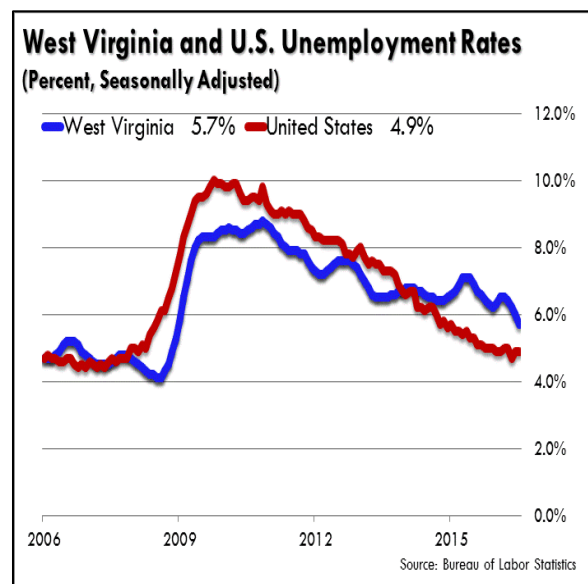 West Virginia and U.S. Unemployment Rates
(Percent, Seasonally Adjusted)
12.0%
West Virginia 5.7% United States 4.9%
10.0%
8.0%
6.0%
4.0%
2.0%
0.0%
2006 2009 2012 2015
Source: Bureau of Labor Statistics